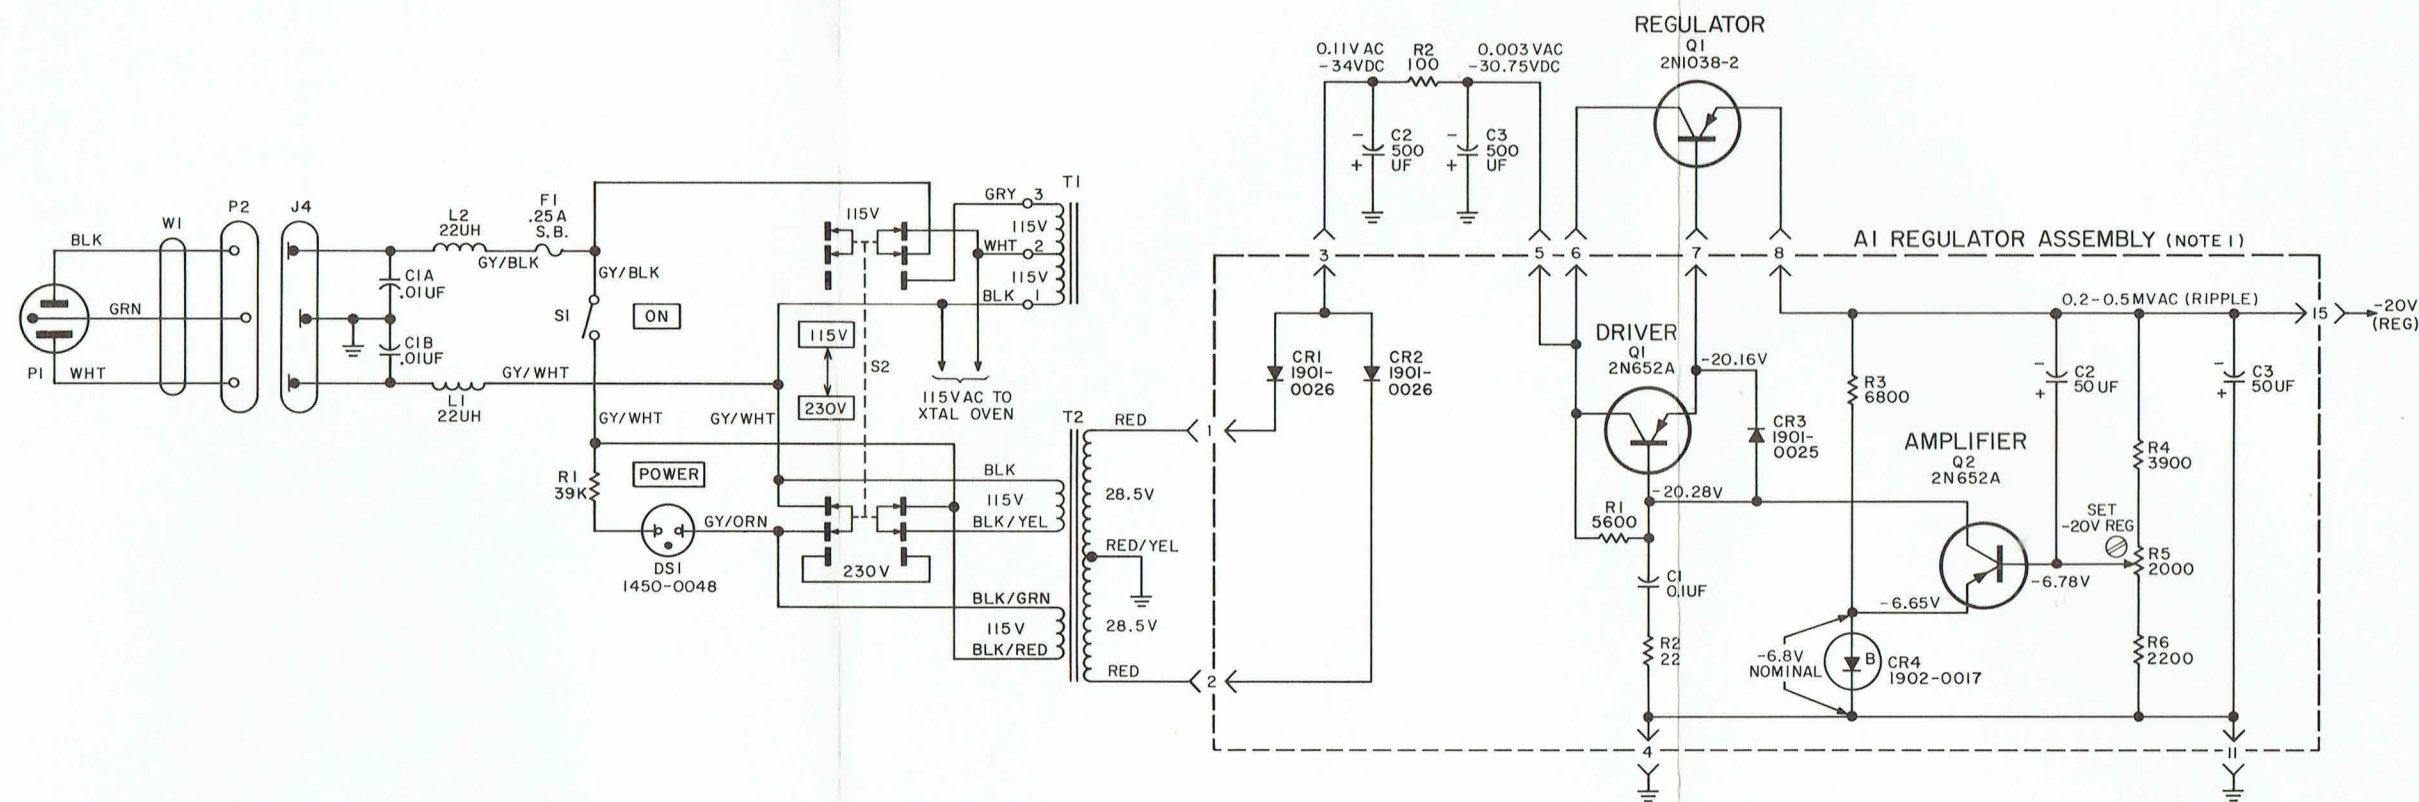 REGULATOR
Q1
2N1038-2
0.11V AC
-34VDC
R2
100
0.003 VAC
-30.75VDC
-
C2
500
UF
+
-
C3
500
UF
+
BLK
GRN
P1
WHT
W1
P2
J4
L2
22UH
GY/BLK
F1
.25A
S.B.
C1A
.01UF
C1B
.01UF
L1
22UH
GY/WHT
GY/BLK
S1
ON
GY/WHT
GY/WHT
R1
39K
POWER
DS1
1450-0048
GY/ORN
115V
115V
230V
S2
230V
GRY 3
115V
WHT 2
115V
BLK 1
T1
115VAC TO
XTAL OVEN
T2
BLK
115V
BLK/YEL
BLK/GRN
115V
BLK/RED
RED
28.5V
RED/YEL
28.5V
RED
1
2
3
5
6
7
8
A1 REGULATOR ASSEMBLY (NOTE 1)
CR1
1901-
0026
CR2
1901-
0026
DRIVER
Q1
2N652A
-20.16V
CR3
1901-
0025
-20.28V
R1
5600
C1
0.1UF
R2
22
4
0.2-0.5MVAC (RIPPLE)
15
-20V
(REG)
R3
6800
-
C2
50 UF
+
-
C3
50UF
+
R4
3900
AMPLIFIER
Q2
2N652A
SET
-20V REG
R5
2000
-6.78V
-6.65V
-6.8V
NOMINAL
B
CR4
1902-0017
R6
2200
11